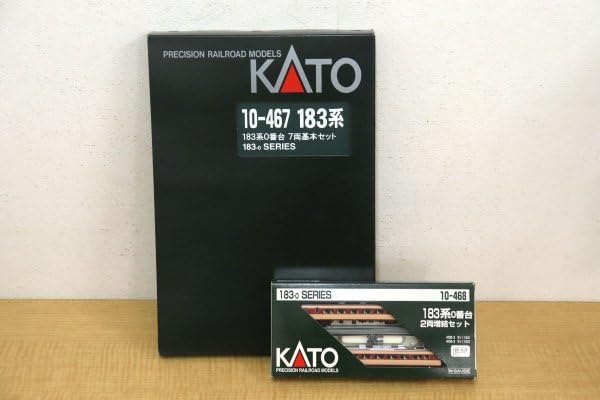 PRECISION RAILROAD MODELS
KATO
10-467 183系
183系0番台 7両基本セット
183-0 SERIES
183-0 SERIES
10-468
183系0番台
2両増結セット
KATO
PRECISION RAILROAD MODELS
N-GAUGE